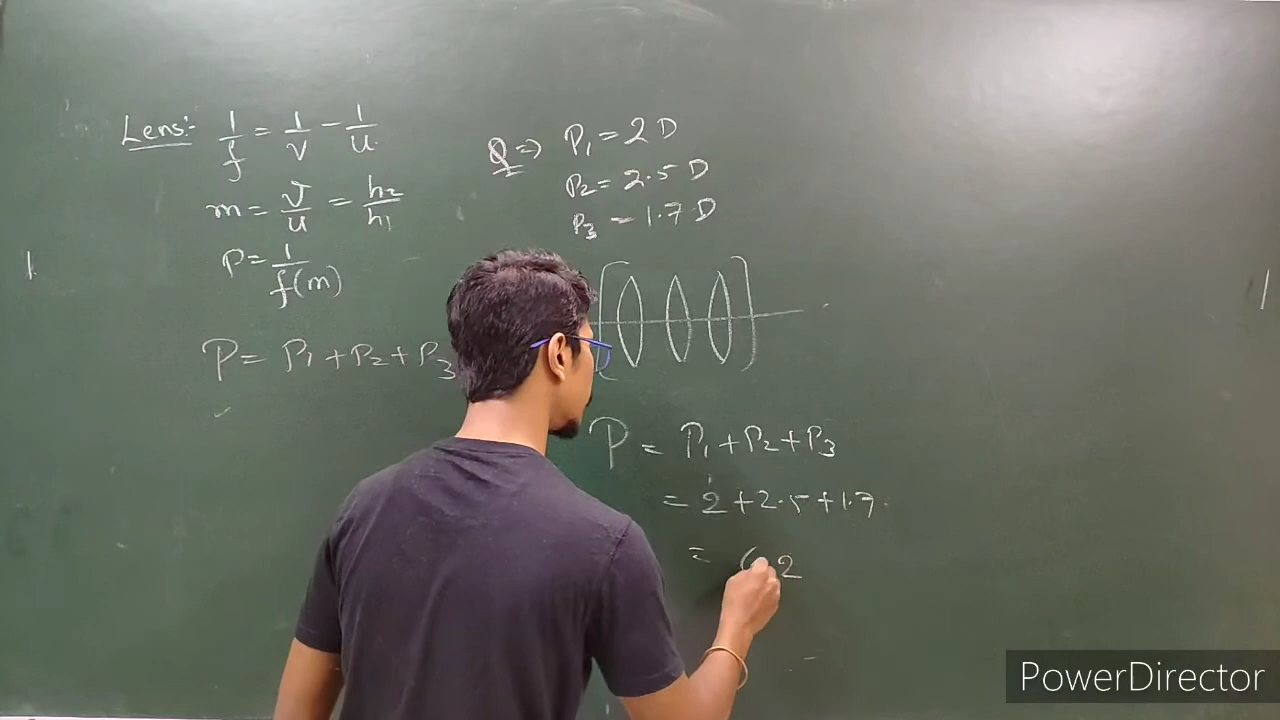 Lens:- 1/f = 1/v - 1/u
m = v/u = h2/h1
P = 1/f(m)
P = P1 + P2 + P3
Q => P1 = 2 D
P2 = 2.5 D
P3 = 1.7 D
P = P1 + P2 + P3
= 2 + 2.5 + 1.7
= 6.2
PowerDirector